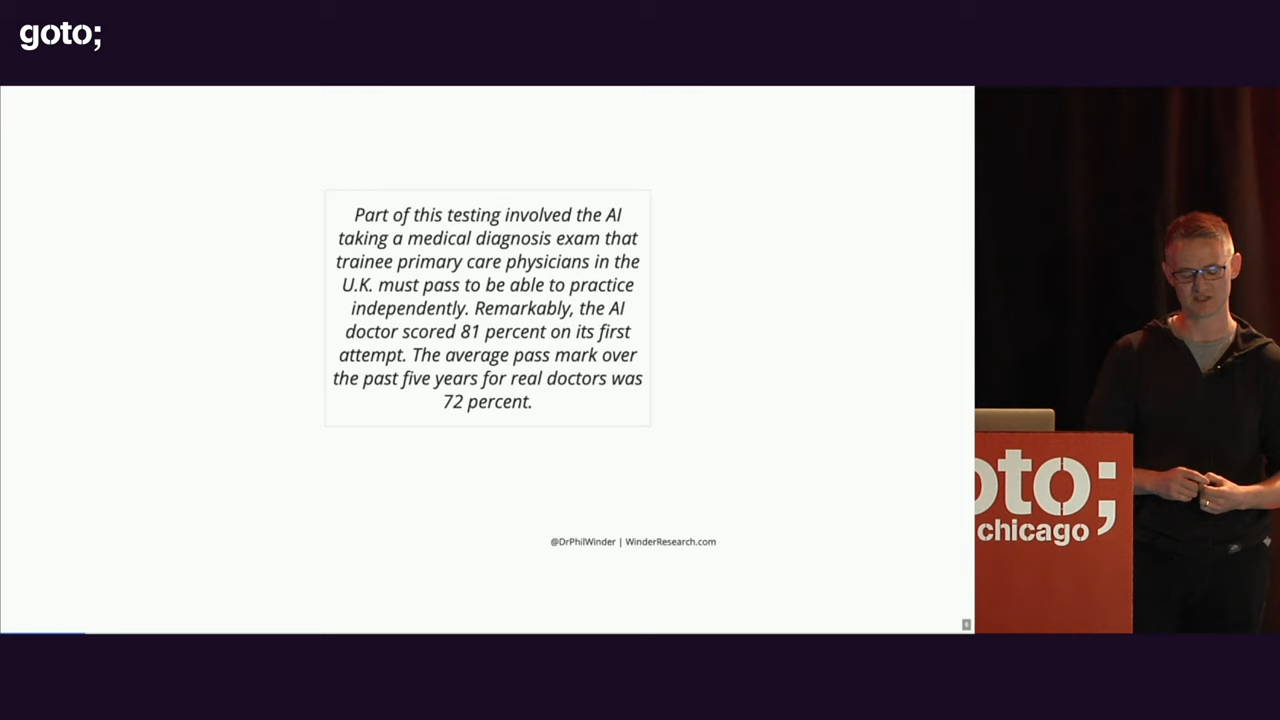 goto;
Part of this testing involved the AI
taking a medical diagnosis exam that
trainee primary care physicians in the
U.K. must pass to be able to practice
independently. Remarkably, the AI
doctor scored 81 percent on its first
attempt. The average pass mark over
the past five years for real doctors was
72 percent.
@DrPhilWinder | WinderResearch.com
oto;
chicago